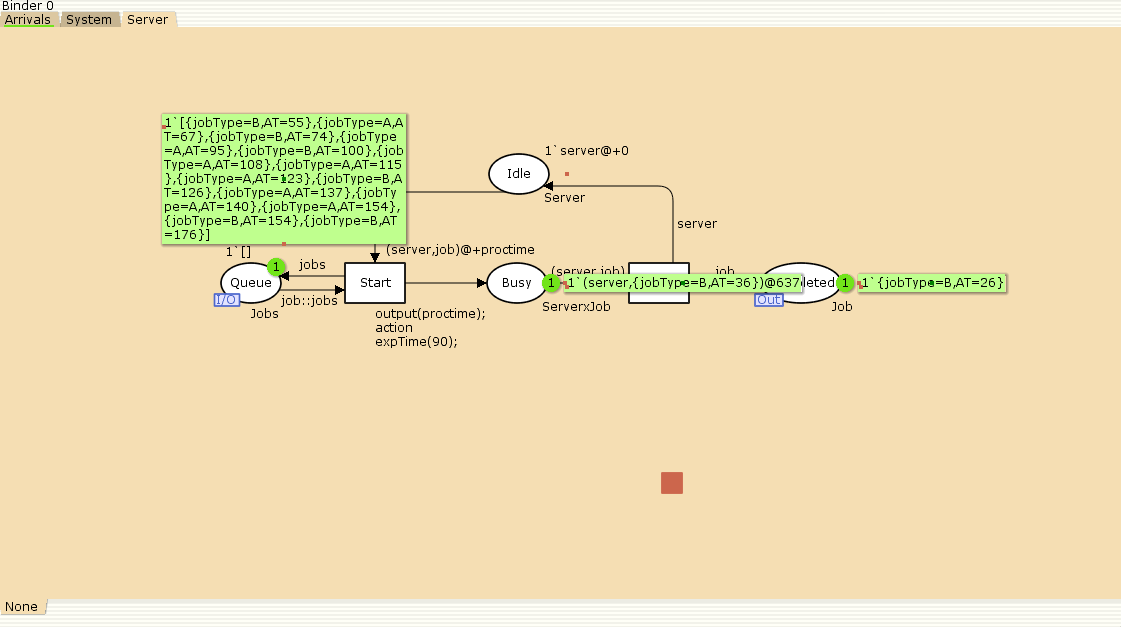 Binder 0
Arrivals System Server
1`[{jobType=B,AT=55},{jobType=A,A
T=67},{jobType=B,AT=74},{jobType
=A,AT=95},{jobType=B,AT=100},{job
Type=A,AT=108},{jobType=A,AT=115
},{jobType=A,AT=123},{jobType=B,A
T=126},{jobType=A,AT=137},{jobTy
pe=A,AT=140},{jobType=A,AT=154},
{jobType=B,AT=154},{jobType=B,AT
=176}]
1`server@+0
Idle
Server
server
1`[]
(server,job)@+proctime
1
jobs
(server,job)
job
Queue
Start
Busy
1
1`(server,{jobType=B,AT=36})@637
leted
1
1`{jobType=B,AT=26}
I/O
job::jobs
Out
Jobs
ServerxJob
Job
output(proctime);
action
expTime(90);
None